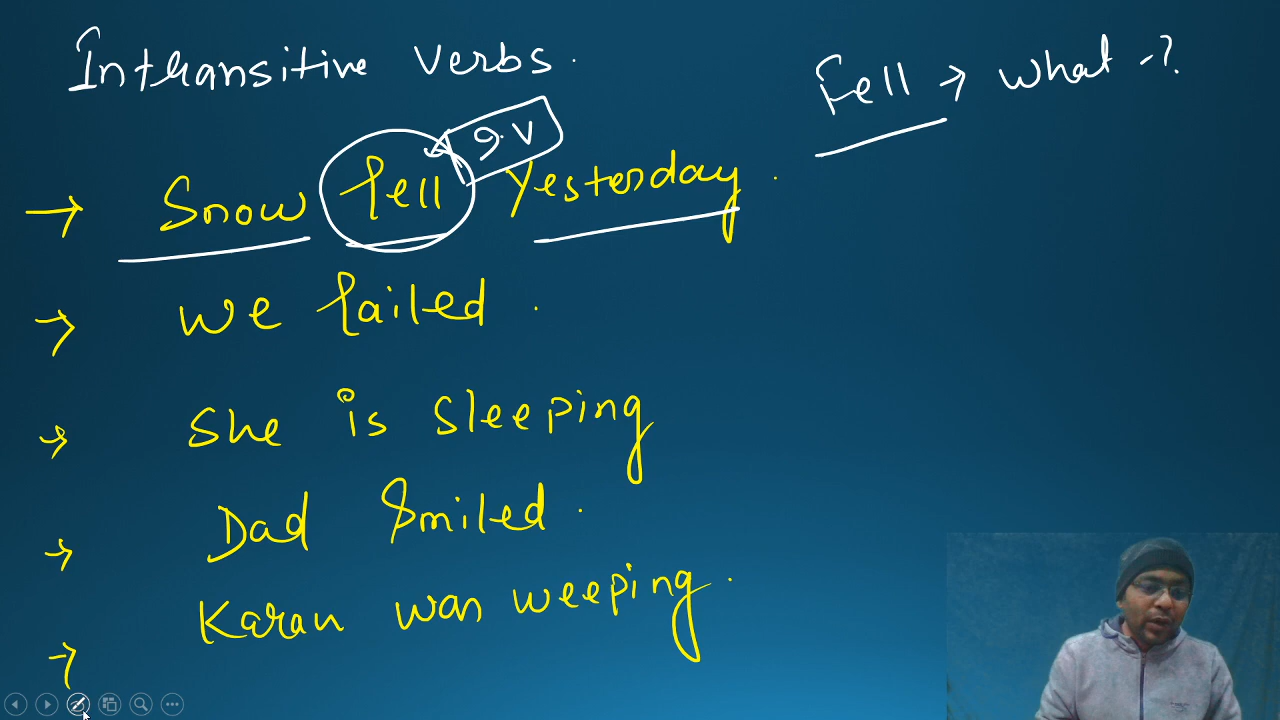 Intransitive Verbs.
Fell → what -?
I.V
→ Snow fell yesterday.
→ We failed.
→ She is sleeping
→ Dad Smiled.
→ Karan was weeping.